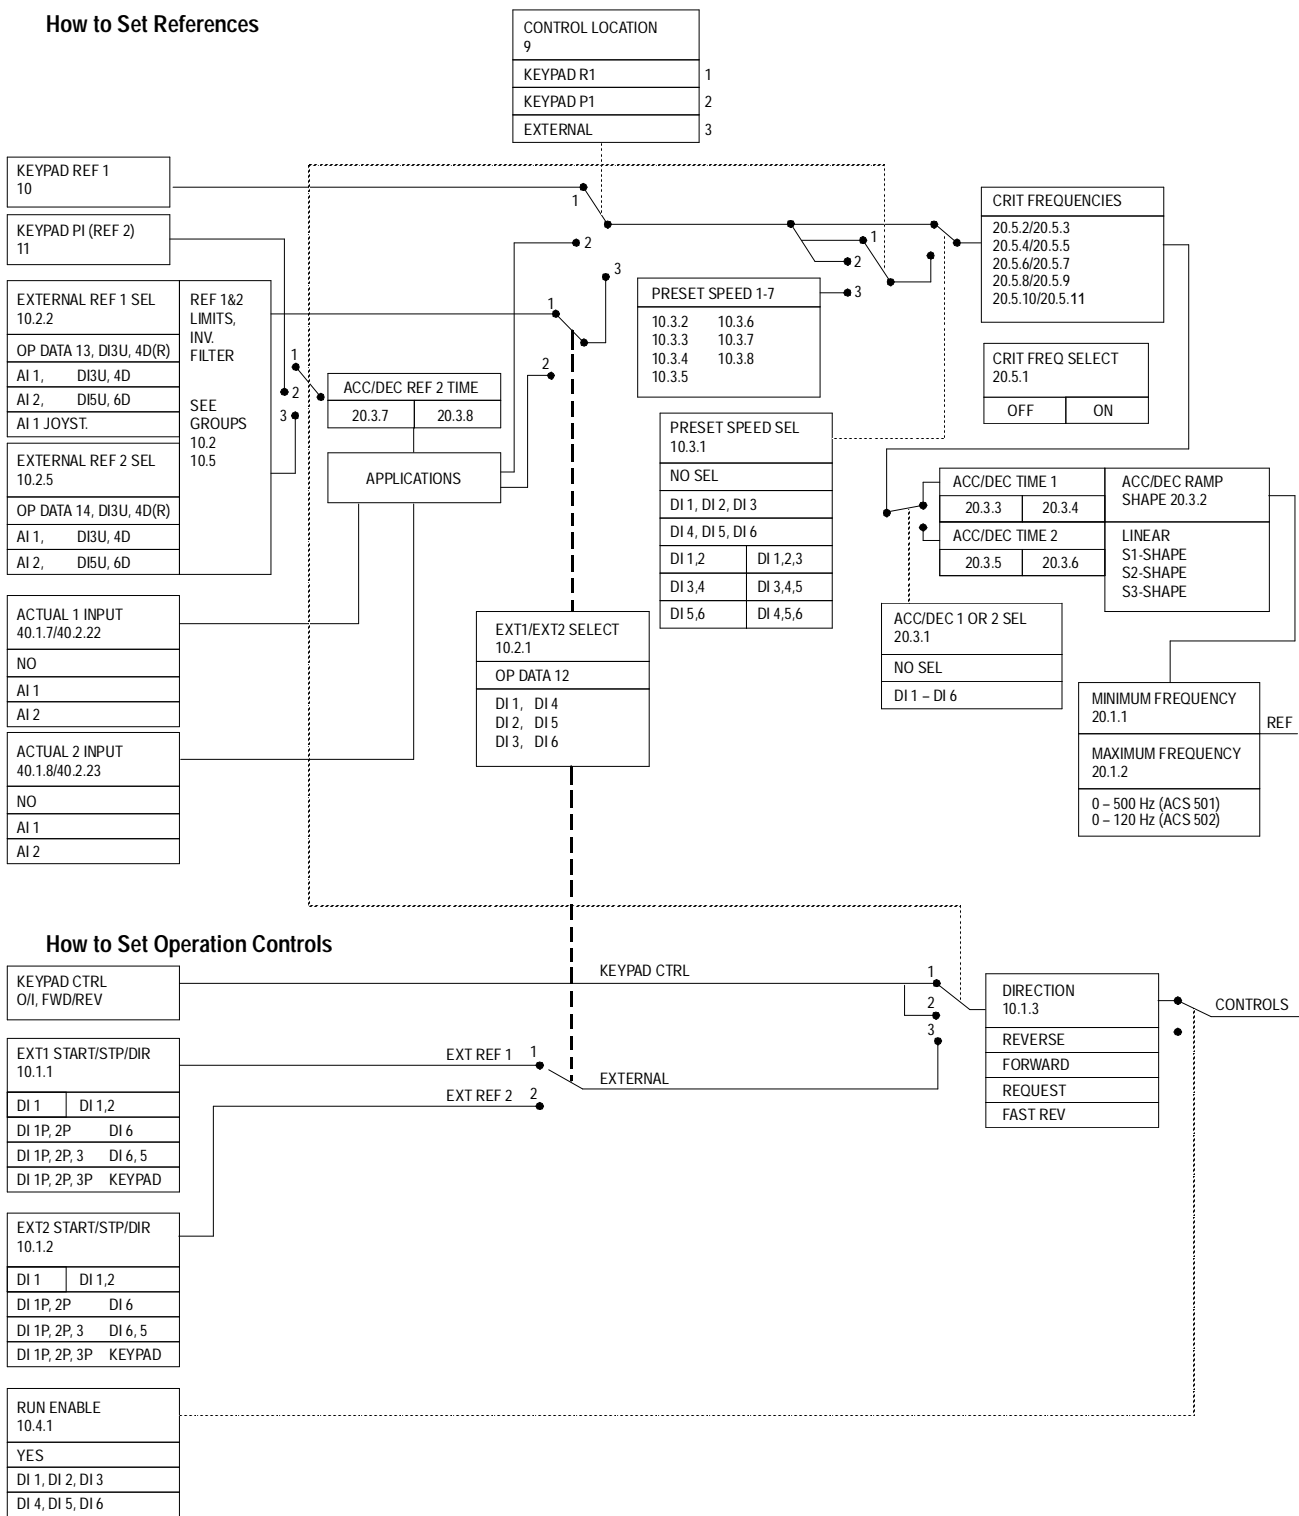 How to Set References
CONTROL LOCATION
9
KEYPAD R1
1
KEYPAD P1
2
EXTERNAL
3
KEYPAD REF 1
10
KEYPAD PI (REF 2)
11
EXTERNAL REF 1 SEL
10.2.2
OP DATA 13, DI3U, 4D(R)
AI 1, DI3U, 4D
AI 2, DI5U, 6D
AI 1 JOYST.
EXTERNAL REF 2 SEL
10.2.5
OP DATA 14, DI3U, 4D(R)
AI 1, DI3U, 4D
AI 2, DI5U, 6D
REF 1&2
LIMITS,
INV.
FILTER
SEE
GROUPS
10.2
10.5
1
2
3
ACC/DEC REF 2 TIME
20.3.7 20.3.8
APPLICATIONS
1
2
3
1
2
1
2
3
PRESET SPEED 1-7
10.3.2 10.3.6
10.3.3 10.3.7
10.3.4 10.3.8
10.3.5
PRESET SPEED SEL
10.3.1
NO SEL
DI 1, DI 2, DI 3
DI 4, DI 5, DI 6
DI 1,2 DI 1,2,3
DI 3,4 DI 3,4,5
DI 5,6 DI 4,5,6
CRIT FREQUENCIES
20.5.2/20.5.3
20.5.4/20.5.5
20.5.6/20.5.7
20.5.8/20.5.9
20.5.10/20.5.11
CRIT FREQ SELECT
20.5.1
OFF ON
ACC/DEC TIME 1
20.3.3 20.3.4
ACC/DEC TIME 2
20.3.5 20.3.6
ACC/DEC RAMP
SHAPE 20.3.2
LINEAR
S1-SHAPE
S2-SHAPE
S3-SHAPE
ACC/DEC 1 OR 2 SEL
20.3.1
NO SEL
DI 1 – DI 6
MINIMUM FREQUENCY
20.1.1
REF
MAXIMUM FREQUENCY
20.1.2
0 – 500 Hz (ACS 501)
0 – 120 Hz (ACS 502)
ACTUAL 1 INPUT
40.1.7/40.2.22
NO
AI 1
AI 2
ACTUAL 2 INPUT
40.1.8/40.2.23
NO
AI 1
AI 2
EXT1/EXT2 SELECT
10.2.1
OP DATA 12
DI 1, DI 4
DI 2, DI 5
DI 3, DI 6
How to Set Operation Controls
KEYPAD CTRL
O/I, FWD/REV
KEYPAD CTRL
1
2
3
EXT1 START/STP/DIR
10.1.1
DI 1 DI 1,2
DI 1P, 2P DI 6
DI 1P, 2P, 3 DI 6, 5
DI 1P, 2P, 3P KEYPAD
EXT REF 1 1
EXT REF 2 2
EXTERNAL
DIRECTION
10.1.3
REVERSE
FORWARD
REQUEST
FAST REV
CONTROLS
EXT2 START/STP/DIR
10.1.2
DI 1 DI 1,2
DI 1P, 2P DI 6
DI 1P, 2P, 3 DI 6, 5
DI 1P, 2P, 3P KEYPAD
RUN ENABLE
10.4.1
YES
DI 1, DI 2, DI 3
DI 4, DI 5, DI 6